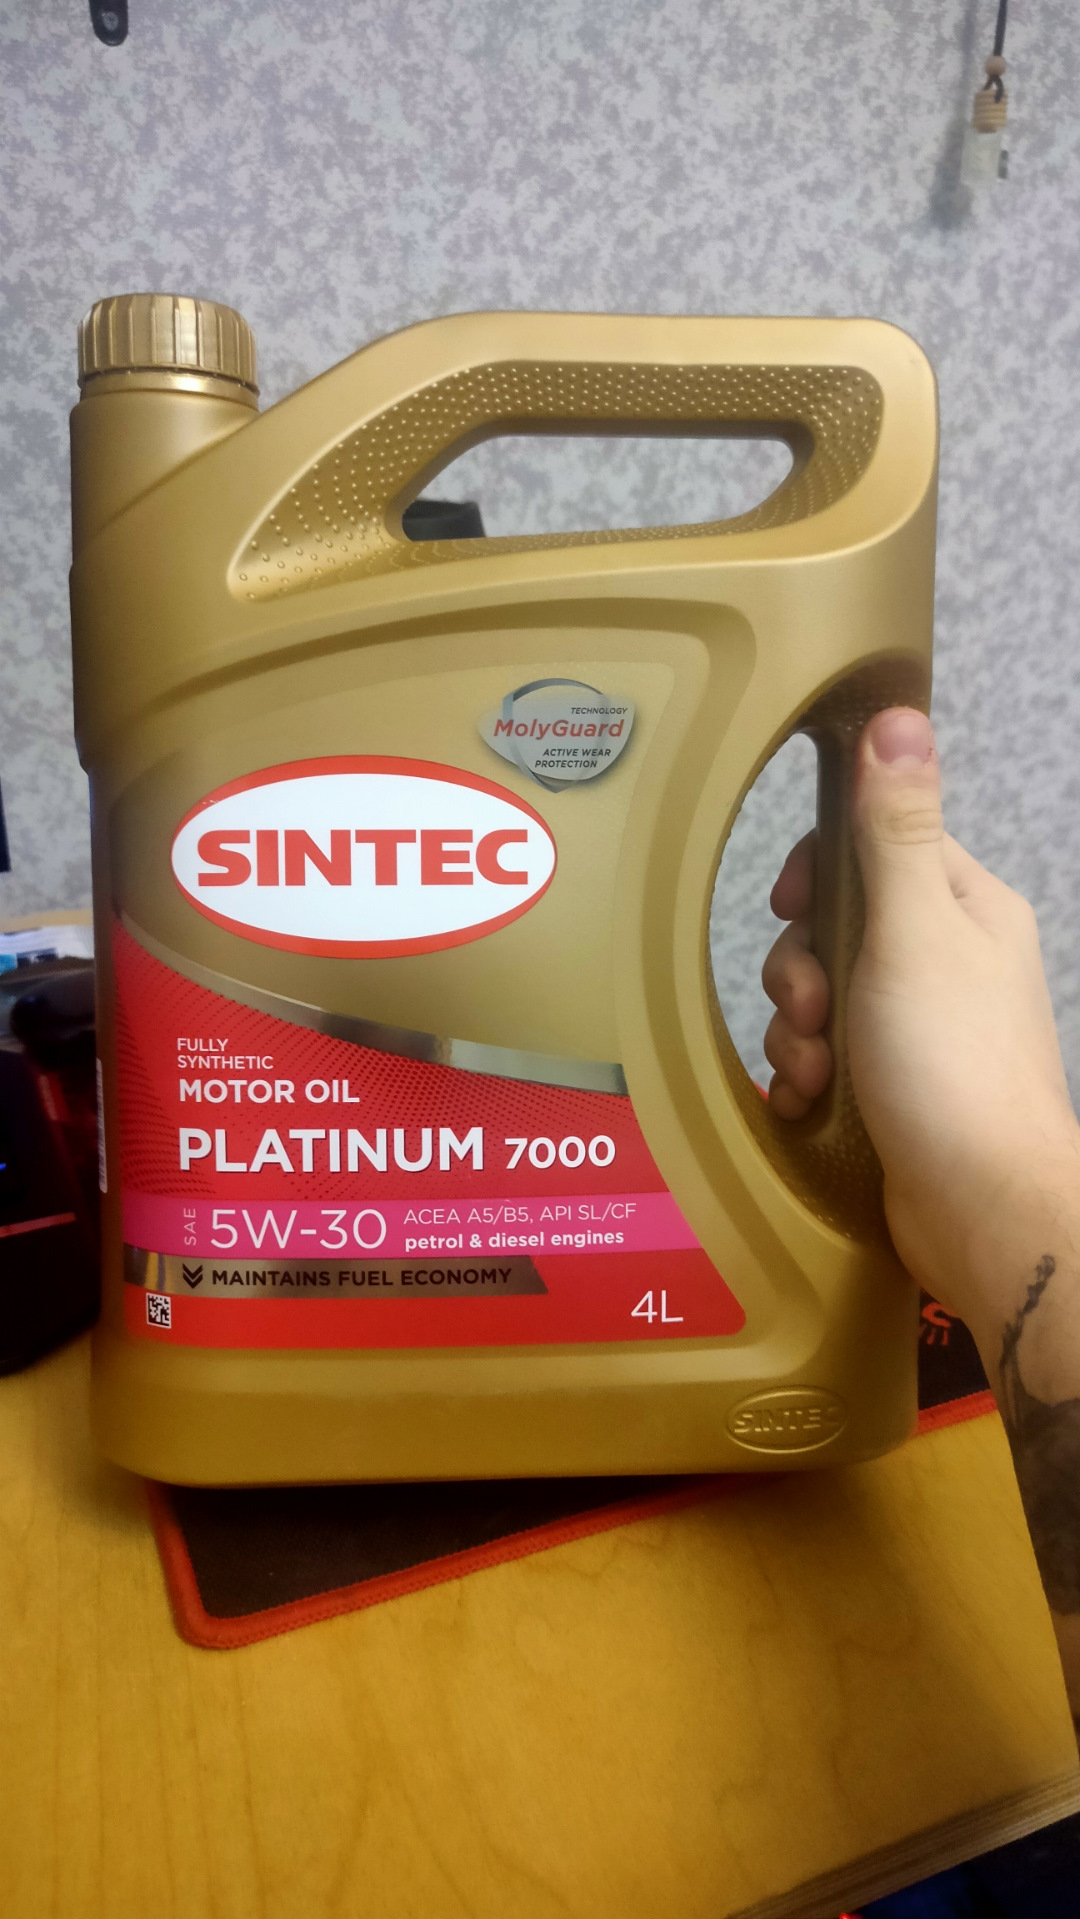 TECHNOLOGY
MolyGuard
ACTIVE WEAR
PROTECTION
SINTEC
FULLY
SYNTHETIC
MOTOR OIL
PLATINUM 7000
SAE 5W-30 ACEA A5/B5, API SL/CF
petrol & diesel engines
MAINTAINS FUEL ECONOMY
4L
SINTEC